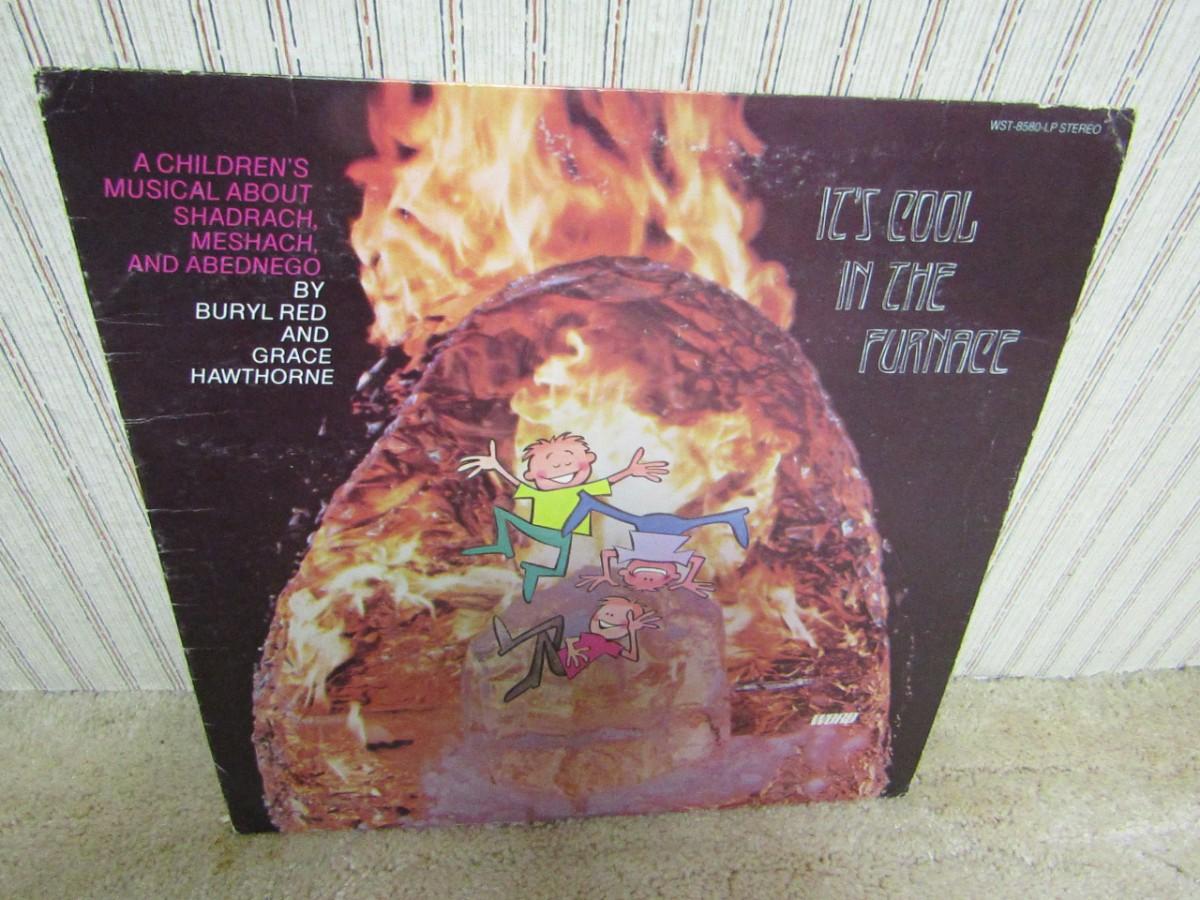 WST-8580-LP STEREO
A CHILDREN'S
MUSICAL ABOUT
SHADRACH,
MESHACH,
AND ABEDNEGO
BY
BURYL RED
AND
GRACE
HAWTHORNE
IT'S COOL
IN THE
FURNACE
WORD